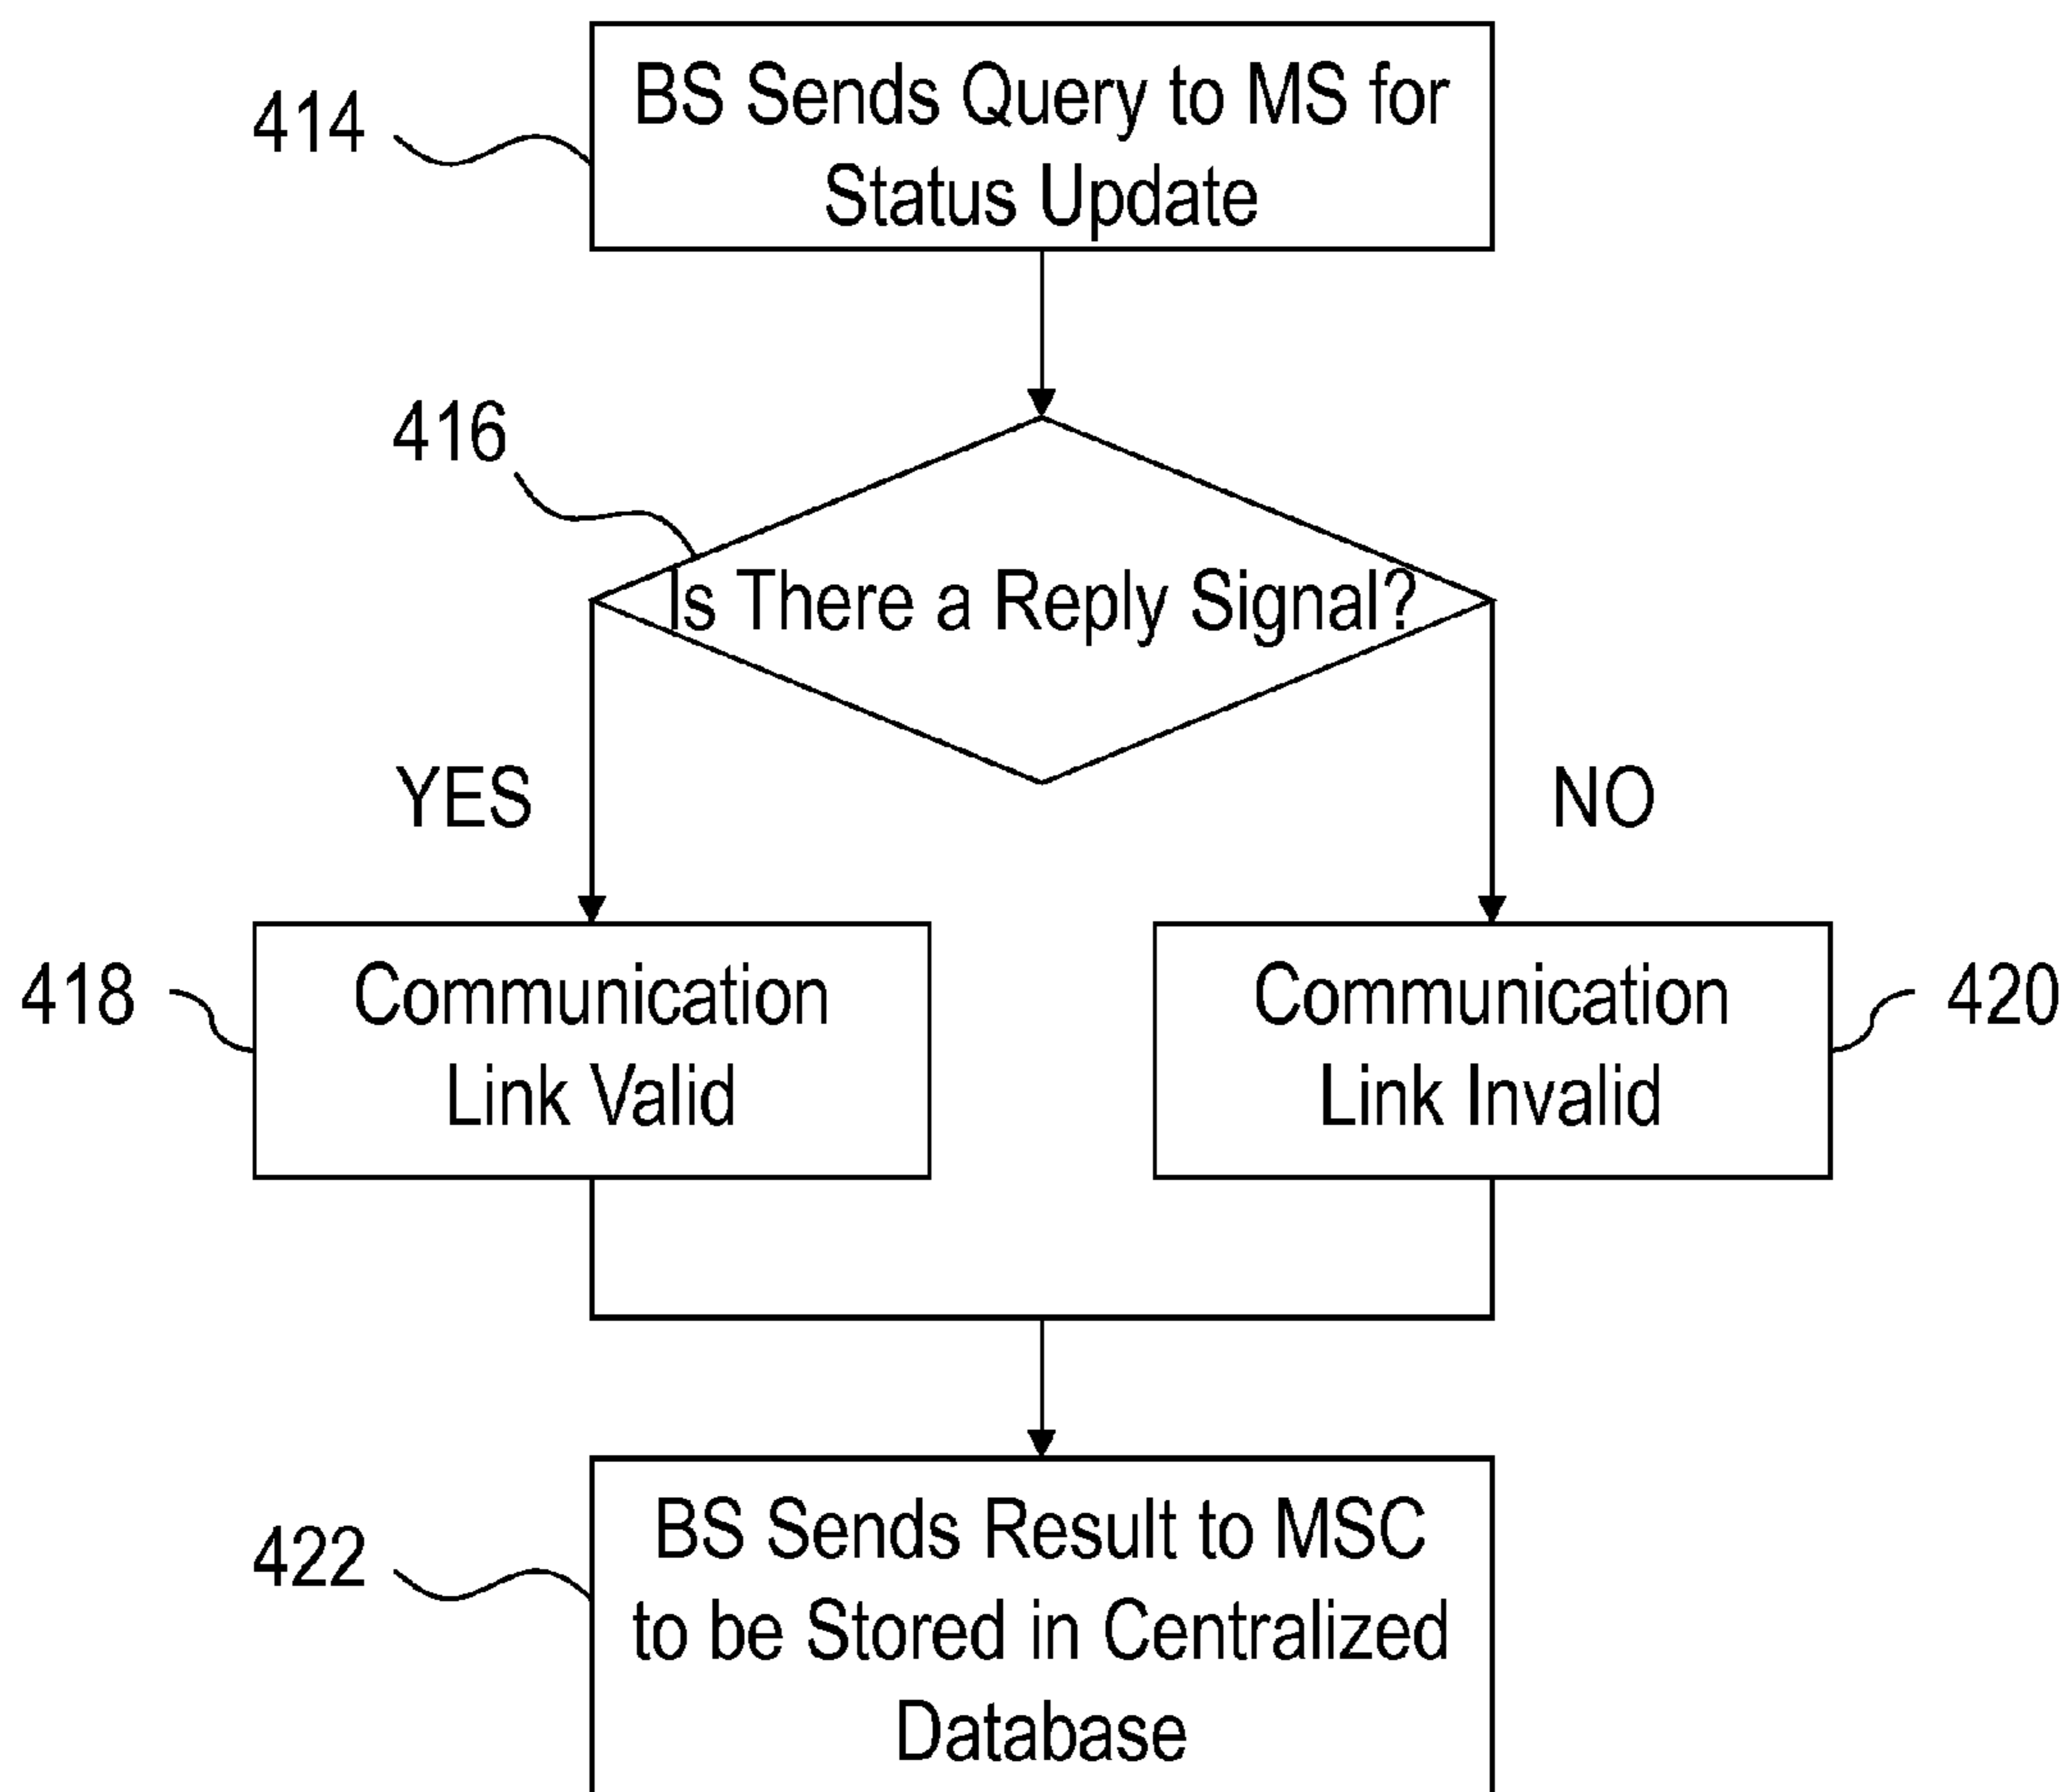 414
BS Sends Query to MS for
Status Update
416
Is There a Reply Signal?
YES
NO
418
Communication
Link Valid
Communication
Link Invalid
420
422
BS Sends Result to MSC
to be Stored in Centralized
Database